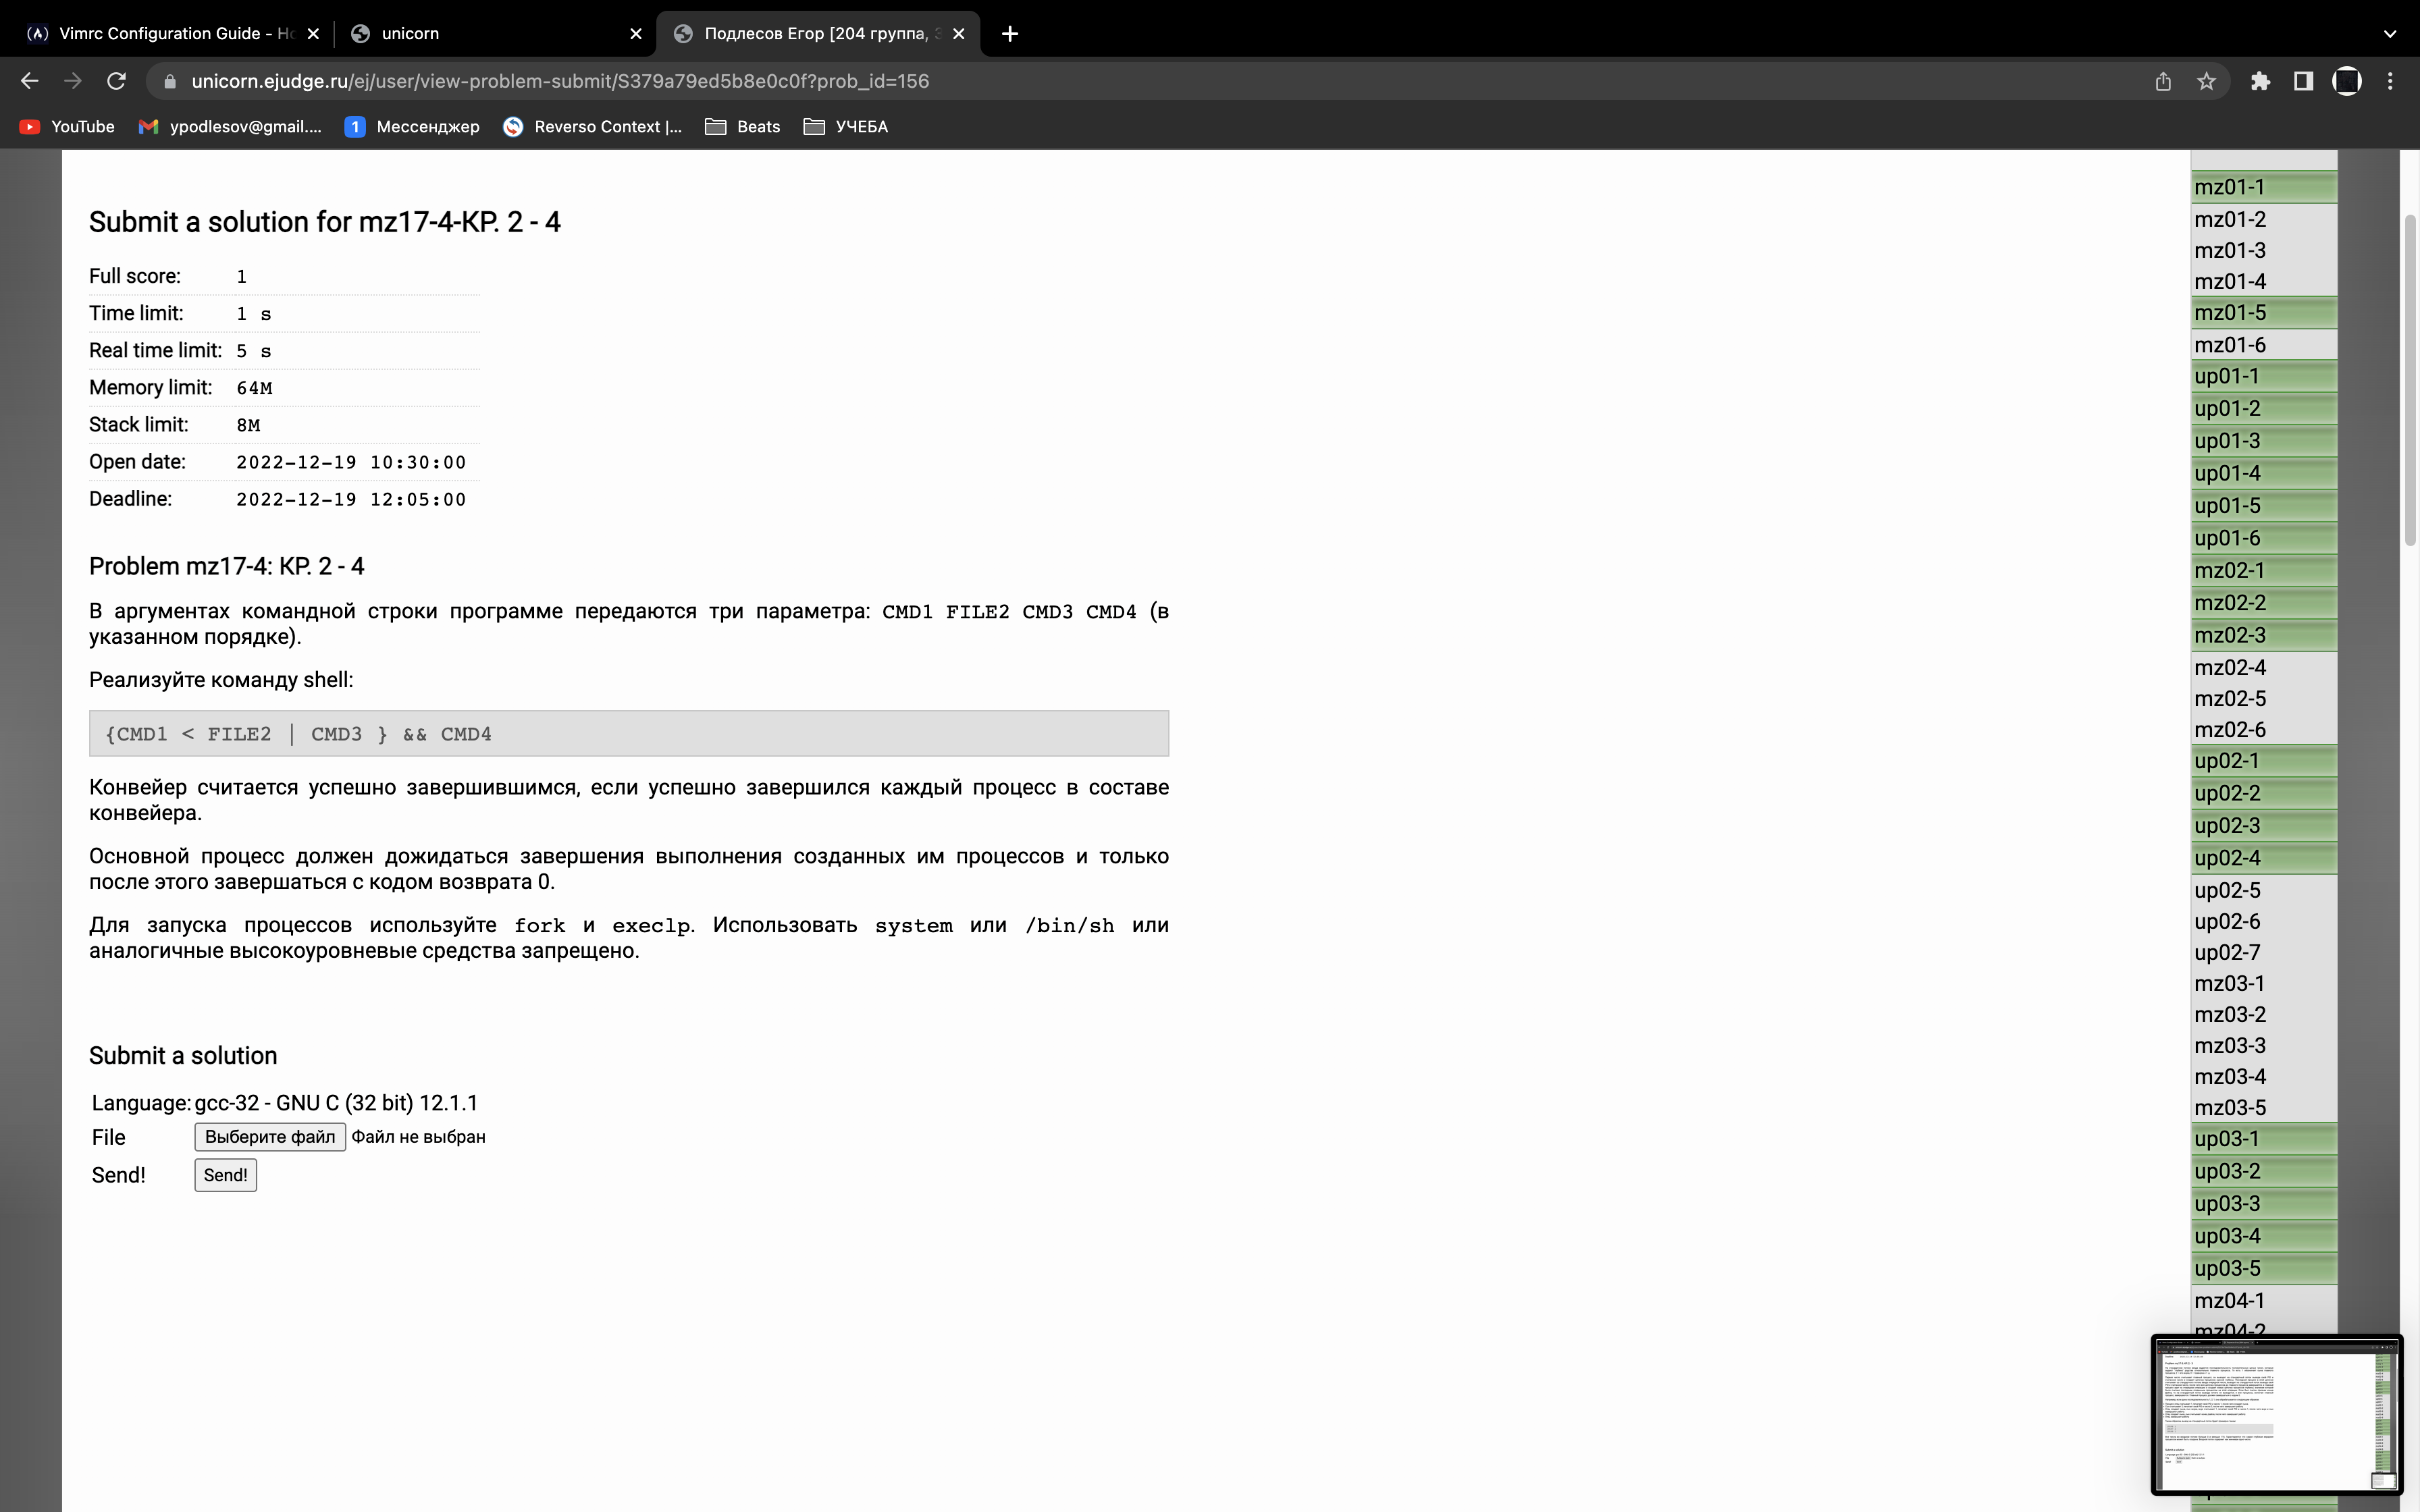 Vimrc Configuration Guide - Ho
unicorn
Подлесов Егор [204 группа, 3
unicorn.ejudge.ru/ej/user/view-problem-submit/S379a79ed5b8e0c0f?prob_id=156
YouTube
ypodlesov@gmail....
1
Мессенджер
Reverso Context |...
Beats
УЧЕБА
Submit a solution for mz17-4-КР. 2 - 4
Full score: 1
Time limit: 1 s
Real time limit: 5 s
Memory limit: 64M
Stack limit: 8M
Open date: 2022-12-19 10:30:00
Deadline: 2022-12-19 12:05:00
Problem mz17-4: КР. 2 - 4
В аргументах командной строки программе передаются три параметра: CMD1 FILE2 CMD3 CMD4 (в
указанном порядке).
Реализуйте команду shell:
{CMD1 < FILE2 | CMD3 } && CMD4
Конвейер считается успешно завершившимся, если успешно завершился каждый процесс в составе
конвейера.
Основной процесс должен дожидаться завершения выполнения созданных им процессов и только
после этого завершаться с кодом возврата 0.
Для запуска процессов используйте fork и execlp. Использовать system или /bin/sh или
аналогичные высокоуровневые средства запрещено.
Submit a solution
Language: gcc-32 - GNU C (32 bit) 12.1.1
File Выберите файл Файл не выбран
Send! Send!
mz01-1
mz01-2
mz01-3
mz01-4
mz01-5
mz01-6
up01-1
up01-2
up01-3
up01-4
up01-5
up01-6
mz02-1
mz02-2
mz02-3
mz02-4
mz02-5
mz02-6
up02-1
up02-2
up02-3
up02-4
up02-5
up02-6
up02-7
mz03-1
mz03-2
mz03-3
mz03-4
mz03-5
up03-1
up03-2
up03-3
up03-4
up03-5
mz04-1
mz04-2